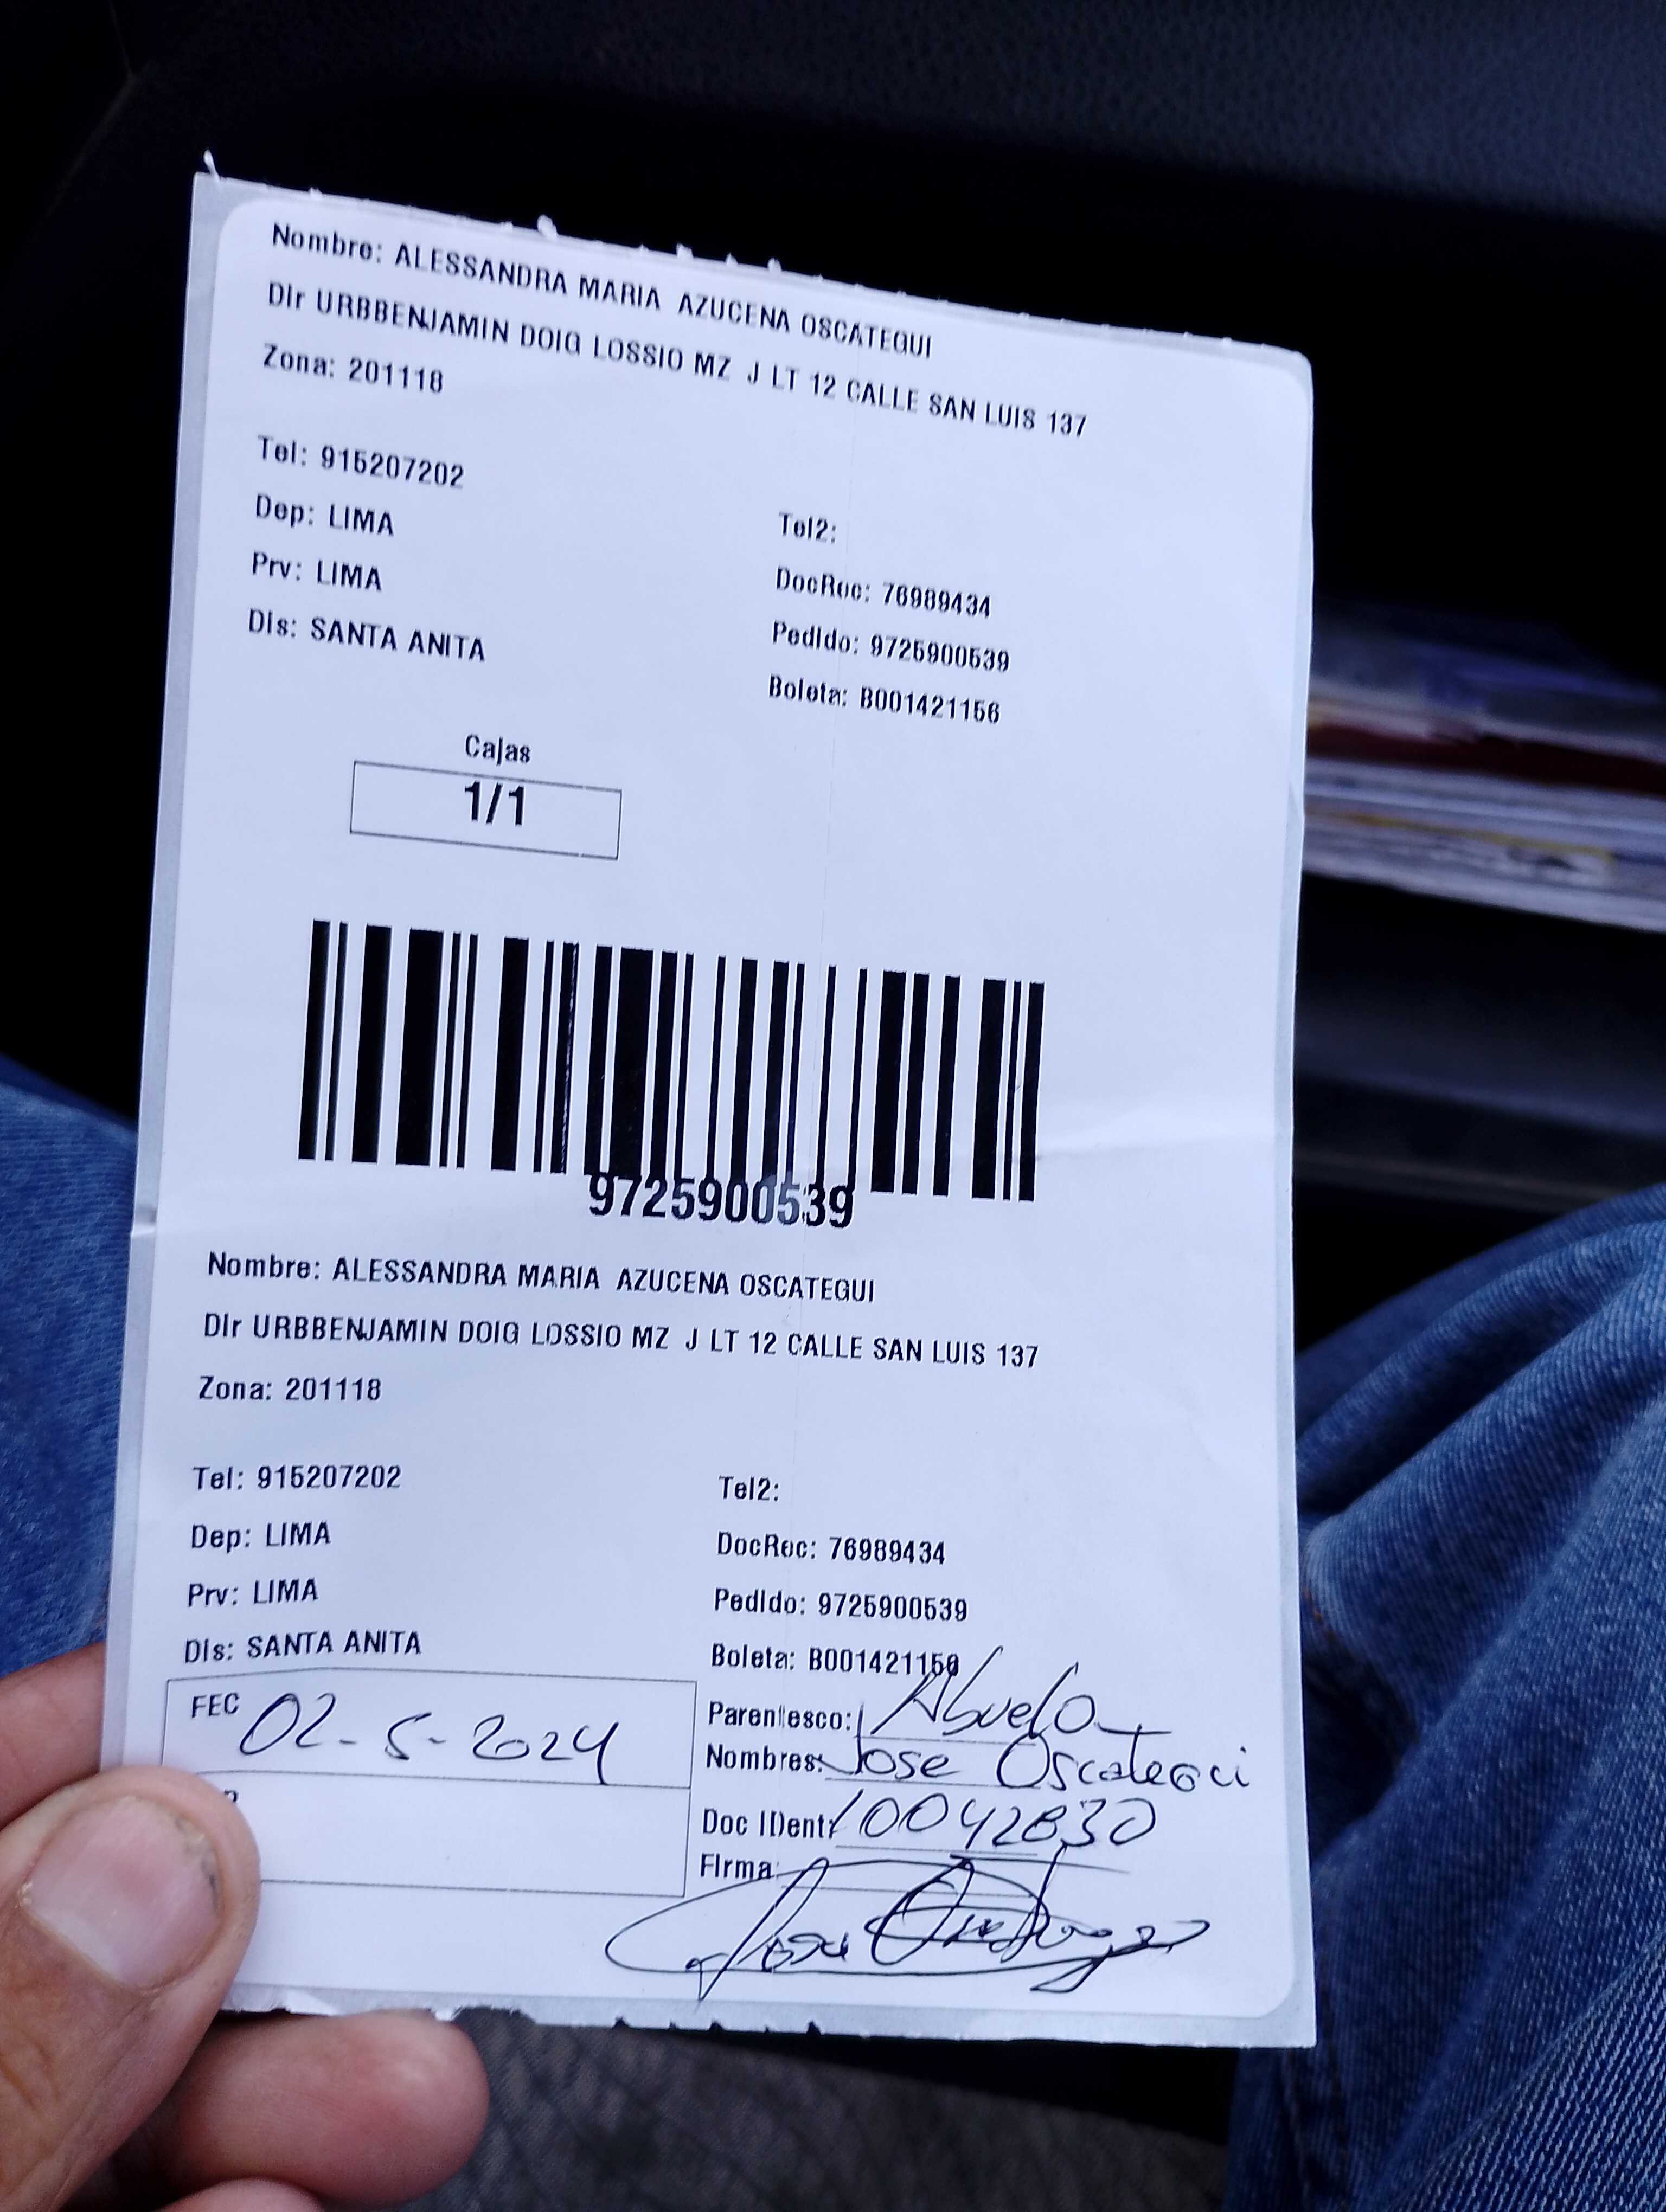 Nombre: ALESSANDRA MARIA AZUCENA OSCATEGUI
Dir URBBENJAMIN DOIG LOSSIO MZ J LT 12 CALLE SAN LUIS 137
Zona: 201118
Tel: 915207202
Tel2:
Dep: LIMA
DocRec: 76989434
Prv: LIMA
Pedido: 9725900539
Dis: SANTA ANITA
Boleta: B001421156
Cajas
1/1
9725900539
Nombre: ALESSANDRA MARIA AZUCENA OSCATEGUI
Dir URBBENJAMIN DOIG LOSSIO MZ J LT 12 CALLE SAN LUIS 137
Zona: 201118
Tel: 915207202
Tel2:
Dep: LIMA
DocRec: 76989434
Prv: LIMA
Pedido: 9725900539
Dis: SANTA ANITA
Boleta: B001421156
FEC 02-5-2024
Parentesco: Abuelo
Nombres: Jose Oscategui
Doc IDent: 10042830
Firma: